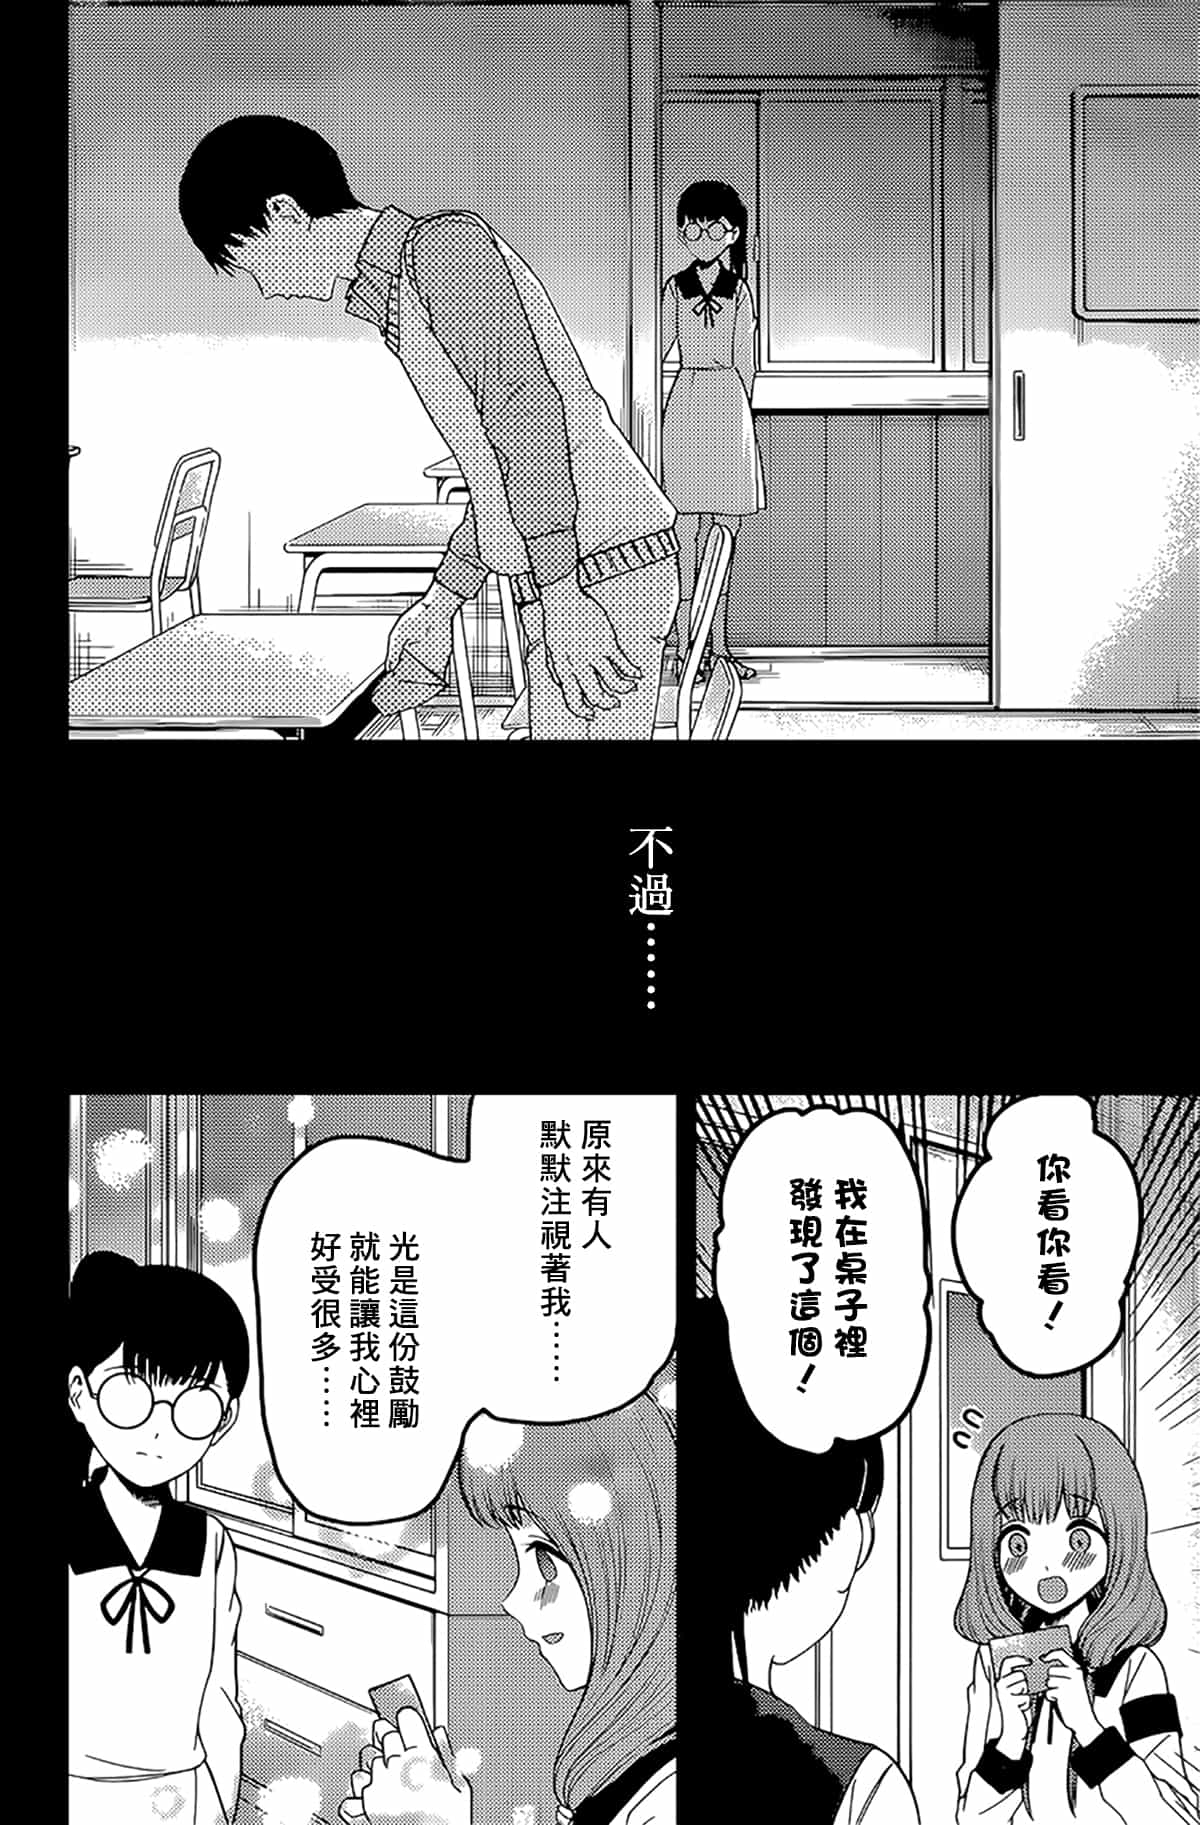 不過………
你看你看！
我在桌子裡
發現了這個！
原來有人
默默注視著我……
光是這份鼓勵
就能讓我心裡
好受很多……